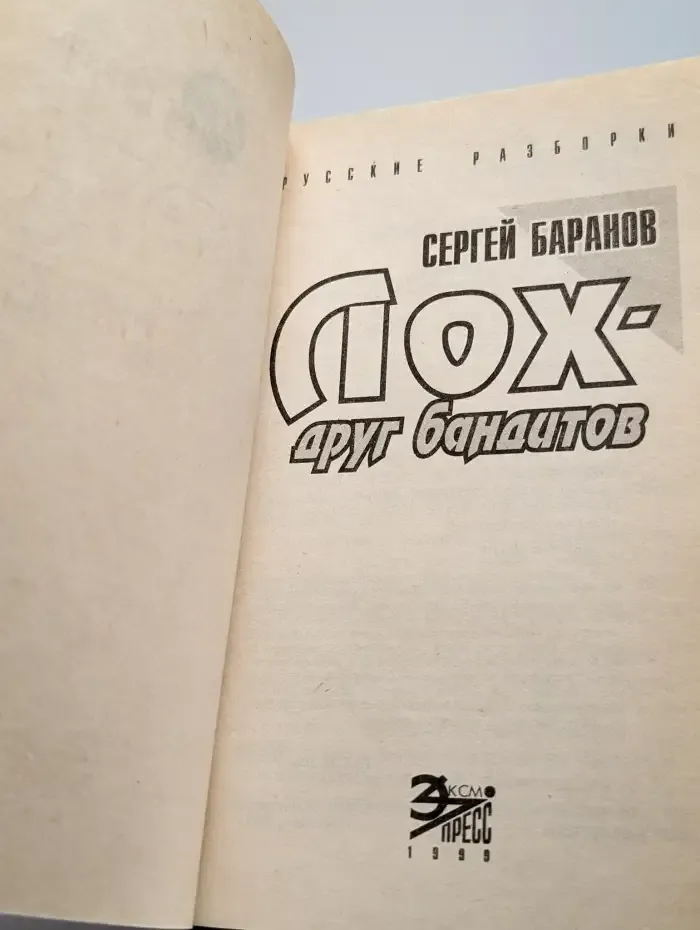 РУССКИЕ РАЗБОРКИ
СЕРГЕЙ БАРАНОВ
Лох-
друг бандитов
ЭКСМО
ПРЕСС
1999